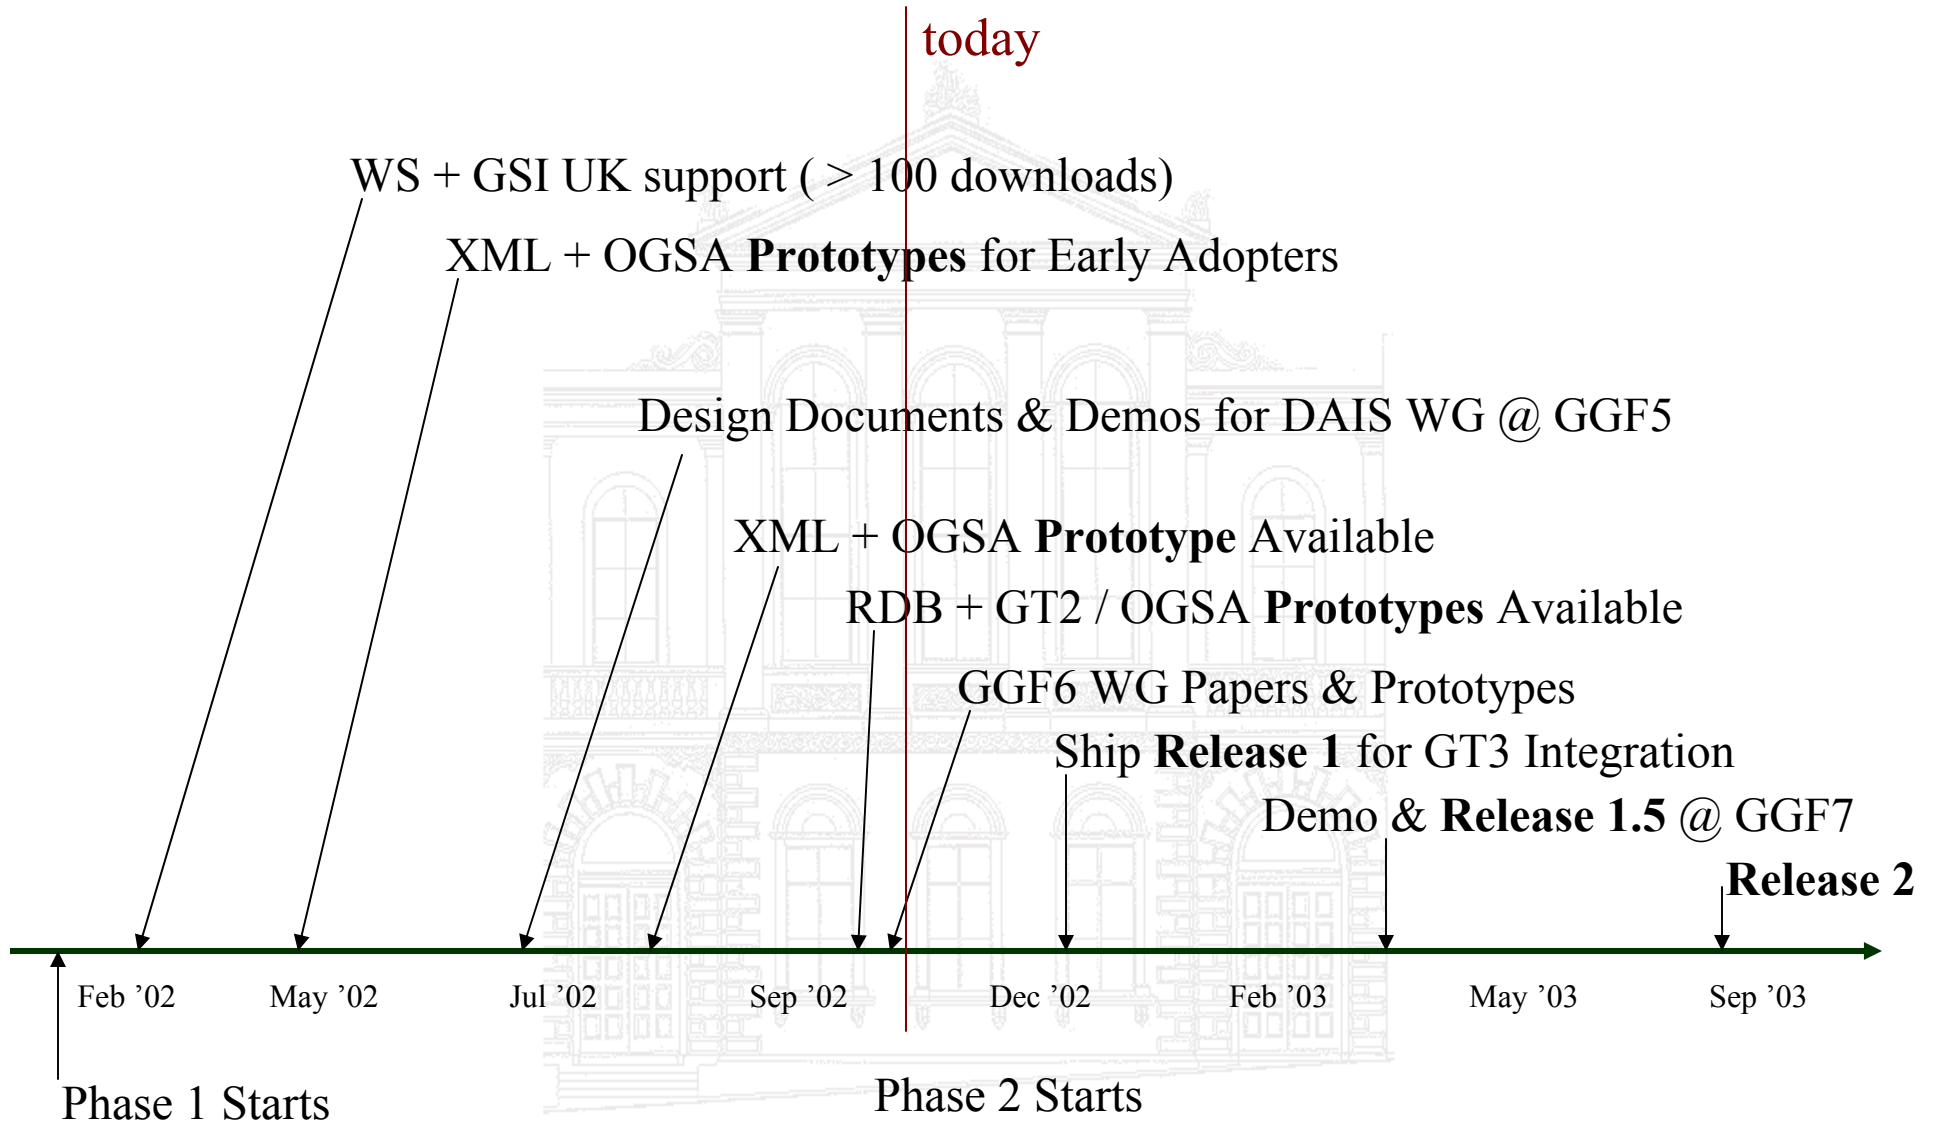 today
WS + GSI UK support ( > 100 downloads)
XML + OGSA Prototypes for Early Adopters
Design Documents & Demos for DAIS WG @ GGF5
XML + OGSA Prototype Available
RDB + GT2 / OGSA Prototypes Available
GGF6 WG Papers & Prototypes
Ship Release 1 for GT3 Integration
Demo & Release 1.5 @ GGF7
Release 2
Feb ’02 May ’02 Jul ’02 Sep ’02 Dec ’02 Feb ’03 May ’03 Sep ’03
Phase 1 Starts
Phase 2 Starts